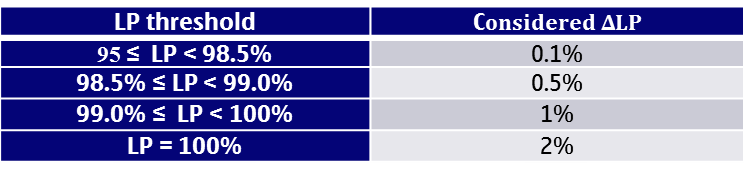 LP threshold Considered ΔLP
95 ≤ LP < 98.5% 0.1%
98.5% ≤ LP < 99.0% 0.5%
99.0% ≤ LP < 100% 1%
LP = 100% 2%